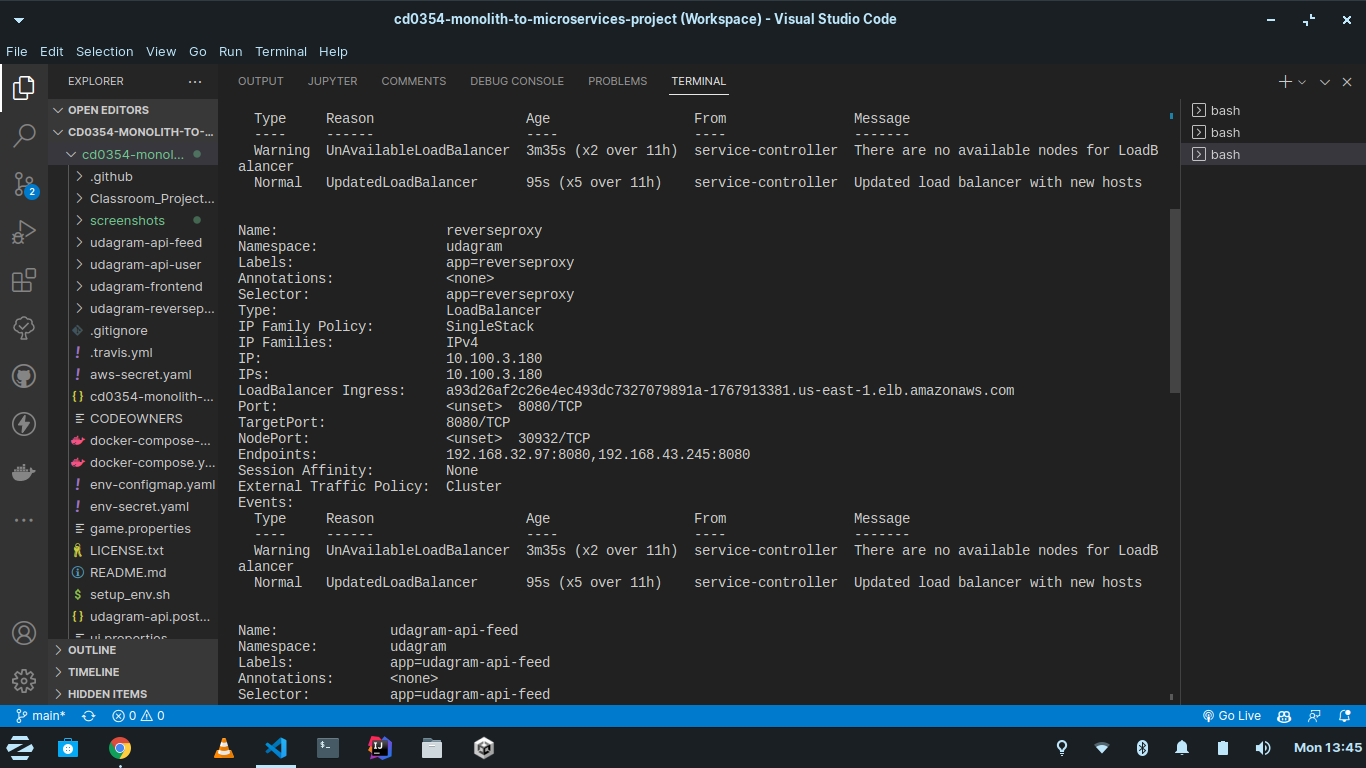 cd0354-monolith-to-microservices-project (Workspace) - Visual Studio Code
File Edit Selection View Go Run Terminal Help
EXPLORER
OPEN EDITORS
CD0354-MONOLITH-TO-...
cd0354-monol...
.github
Classroom_Project...
screenshots
udagram-api-feed
udagram-api-user
udagram-frontend
udagram-reversep...
.gitignore
.travis.yml
aws-secret.yaml
cd0354-monolith-...
CODEOWNERS
docker-compose-...
docker-compose.y...
env-configmap.yaml
env-secret.yaml
game.properties
LICENSE.txt
README.md
setup_env.sh
udagram-api.post...
ui.properties
OUTLINE
TIMELINE
HIDDEN ITEMS
2
OUTPUT JUPYTER COMMENTS DEBUG CONSOLE PROBLEMS TERMINAL
Type Reason Age From Message
---- ------ ---- ---- -------
Warning UnAvailableLoadBalancer 3m35s (x2 over 11h) service-controller There are no available nodes for LoadB
alancer
Normal UpdatedLoadBalancer 95s (x5 over 11h) service-controller Updated load balancer with new hosts
Name: reverseproxy
Namespace: udagram
Labels: app=reverseproxy
Annotations: <none>
Selector: app=reverseproxy
Type: LoadBalancer
IP Family Policy: SingleStack
IP Families: IPv4
IP: 10.100.3.180
IPs: 10.100.3.180
LoadBalancer Ingress: a93d26af2c26e4ec493dc7327079891a-1767913381.us-east-1.elb.amazonaws.com
Port: <unset> 8080/TCP
TargetPort: 8080/TCP
NodePort: <unset> 30932/TCP
Endpoints: 192.168.32.97:8080,192.168.43.245:8080
Session Affinity: None
External Traffic Policy: Cluster
Events:
Type Reason Age From Message
---- ------ ---- ---- -------
Warning UnAvailableLoadBalancer 3m35s (x2 over 11h) service-controller There are no available nodes for LoadB
alancer
Normal UpdatedLoadBalancer 95s (x5 over 11h) service-controller Updated load balancer with new hosts
Name: udagram-api-feed
Namespace: udagram
Labels: app=udagram-api-feed
Annotations: <none>
Selector: app=udagram-api-feed
bash
bash
bash
main* 0 0 Go Live
Mon 13:45